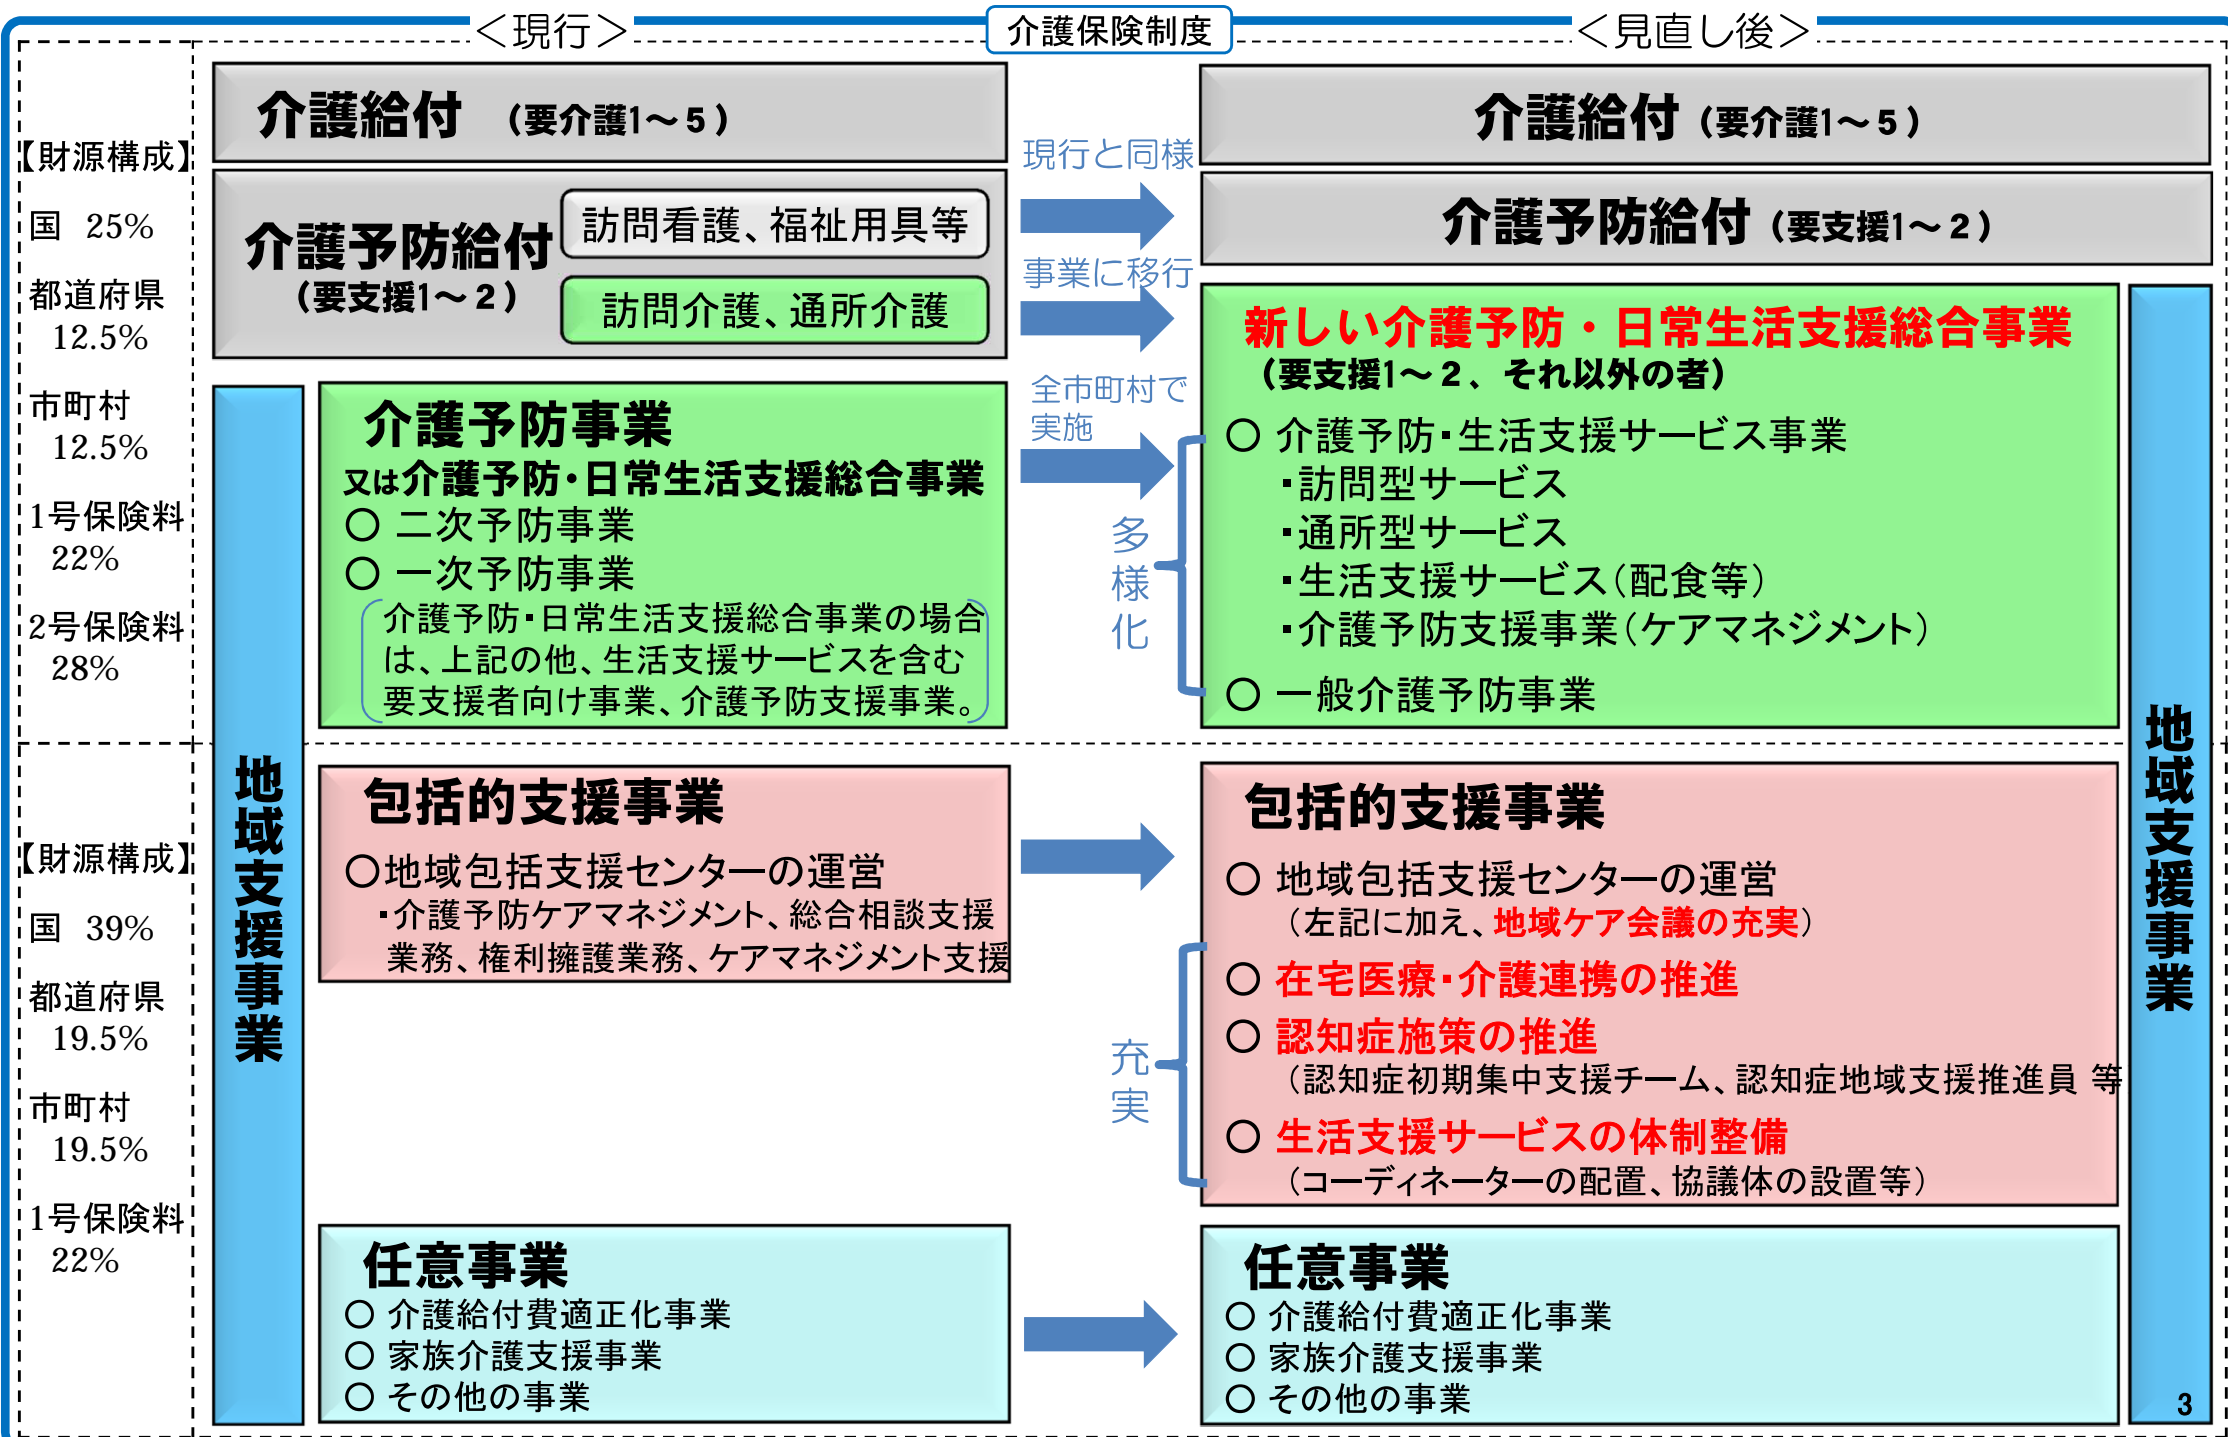 ＜現行＞
介護保険制度
＜見直し後＞
【財源構成】
国 25%
都道府県
12.5%
市町村
12.5%
1号保険料
22%
2号保険料
28%
【財源構成】
国 39%
都道府県
19.5%
市町村
19.5%
1号保険料
22%
介護給付 （要介護1～5）
介護予防給付
（要支援1～2）
訪問看護、福祉用具等
訪問介護、通所介護
地域支援事業
介護予防事業
又は介護予防・日常生活支援総合事業
○ 二次予防事業
○ 一次予防事業
介護予防・日常生活支援総合事業の場合
は、上記の他、生活支援サービスを含む
要支援者向け事業、介護予防支援事業。
包括的支援事業
○地域包括支援センターの運営
・介護予防ケアマネジメント、総合相談支援
業務、権利擁護業務、ケアマネジメント支援
任意事業
○ 介護給付費適正化事業
○ 家族介護支援事業
○ その他の事業
現行と同様
事業に移行
全市町村で
実施
多様化
充実
介護給付（要介護1～5）
介護予防給付（要支援1～2）
新しい介護予防・日常生活支援総合事業
（要支援1～2、それ以外の者）
○ 介護予防・生活支援サービス事業
・訪問型サービス
・通所型サービス
・生活支援サービス（配食等）
・介護予防支援事業（ケアマネジメント）
○ 一般介護予防事業
包括的支援事業
○ 地域包括支援センターの運営
（左記に加え、地域ケア会議の充実）
○ 在宅医療・介護連携の推進
○ 認知症施策の推進
（認知症初期集中支援チーム、認知症地域支援推進員 等
○ 生活支援サービスの体制整備
（コーディネーターの配置、協議体の設置等）
任意事業
○ 介護給付費適正化事業
○ 家族介護支援事業
○ その他の事業
地域支援事業
3